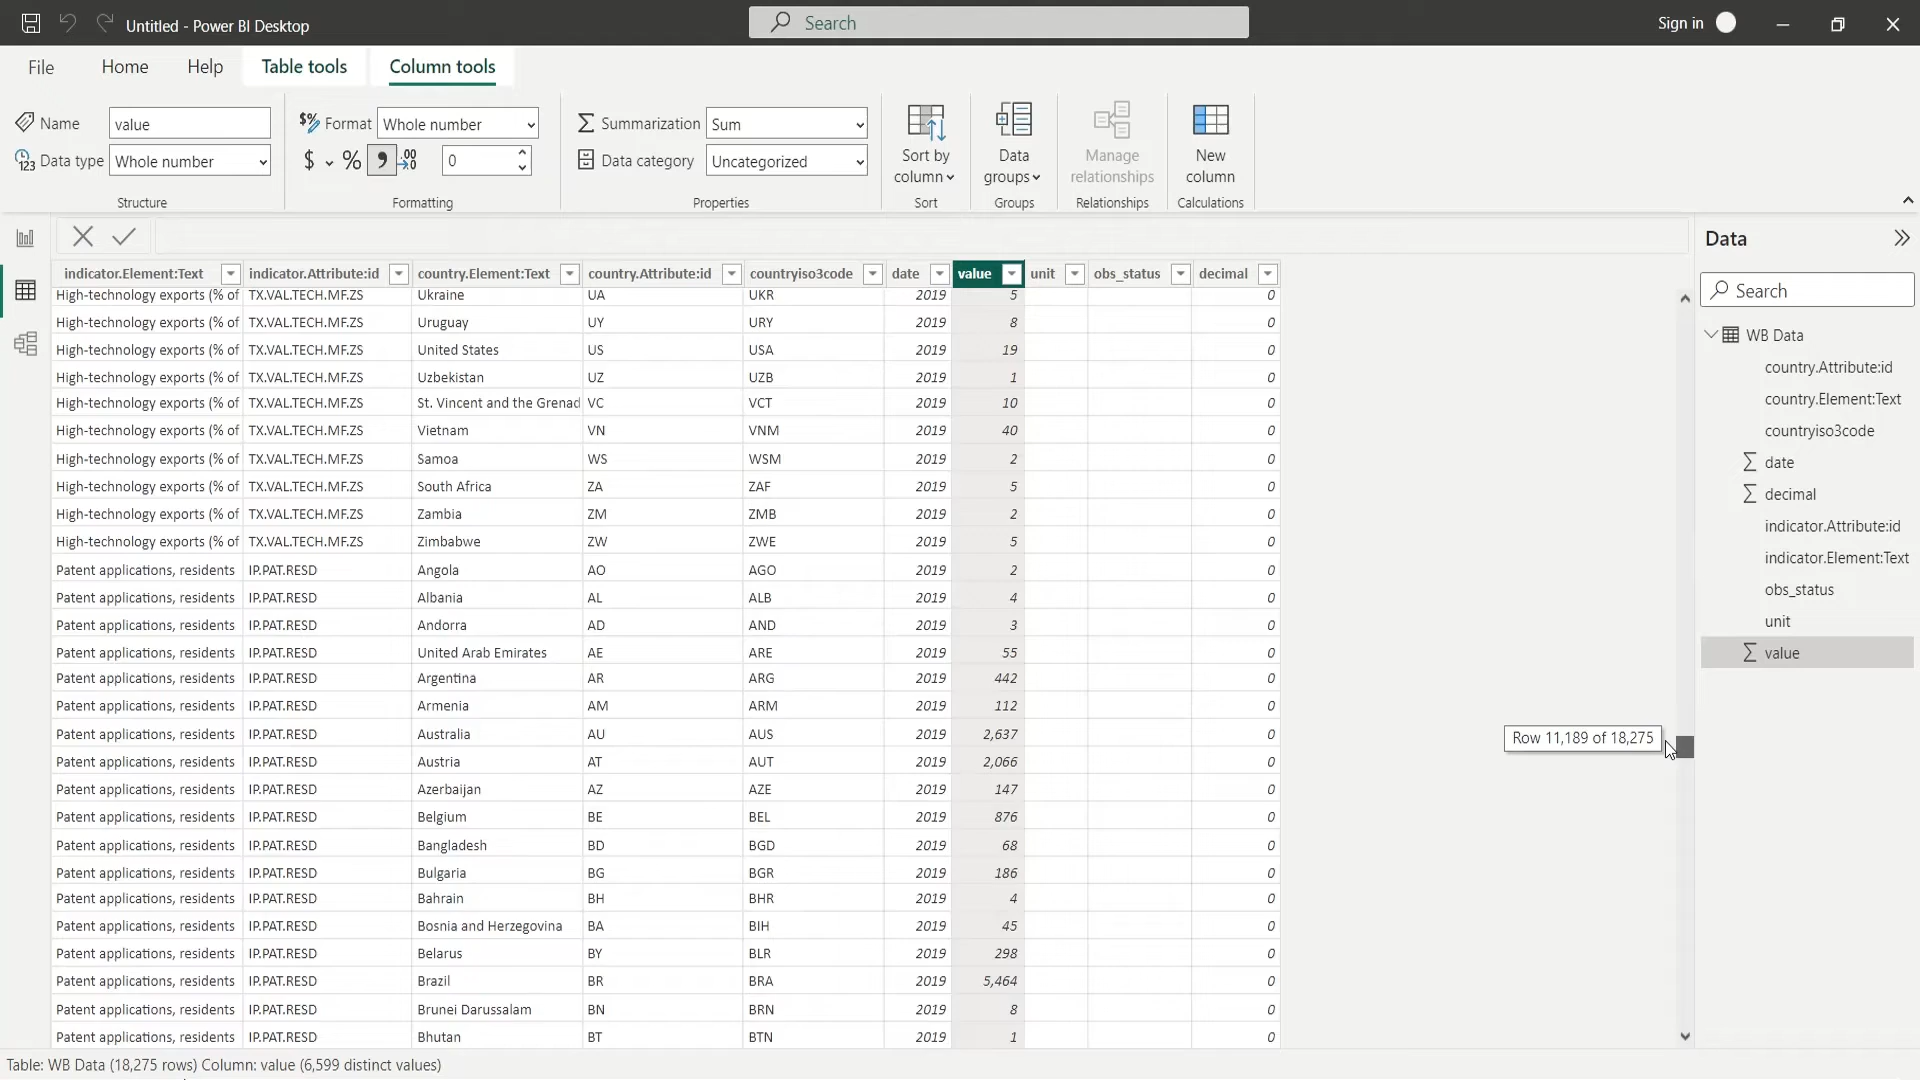 Untitled - Power BI Desktop
Search
Sign in
File Home Help Table tools Column tools
Name value
Data type Whole number
Structure
Format Whole number
$ % 0
Formatting
Summarization Sum
Data category Uncategorized
Properties
Sort by column
Sort
Data groups
Groups
Manage relationships
Relationships
New column
Calculations
indicator.Element:Text indicator.Attribute:id country.Element:Text country.Attribute:id countryiso3code date value unit obs_status decimal
High-technology exports (% of TX.VAL.TECH.MF.ZS Ukraine UA UKR 2019 5 0
High-technology exports (% of TX.VAL.TECH.MF.ZS Uruguay UY URY 2019 8 0
High-technology exports (% of TX.VAL.TECH.MF.ZS United States US USA 2019 19 0
High-technology exports (% of TX.VAL.TECH.MF.ZS Uzbekistan UZ UZB 2019 1 0
High-technology exports (% of TX.VAL.TECH.MF.ZS St. Vincent and the Grenad VC VCT 2019 10 0
High-technology exports (% of TX.VAL.TECH.MF.ZS Vietnam VN VNM 2019 40 0
High-technology exports (% of TX.VAL.TECH.MF.ZS Samoa WS WSM 2019 2 0
High-technology exports (% of TX.VAL.TECH.MF.ZS South Africa ZA ZAF 2019 5 0
High-technology exports (% of TX.VAL.TECH.MF.ZS Zambia ZM ZMB 2019 2 0
High-technology exports (% of TX.VAL.TECH.MF.ZS Zimbabwe ZW ZWE 2019 5 0
Patent applications, residents IP.PAT.RESD Angola AO AGO 2019 2 0
Patent applications, residents IP.PAT.RESD Albania AL ALB 2019 4 0
Patent applications, residents IP.PAT.RESD Andorra AD AND 2019 3 0
Patent applications, residents IP.PAT.RESD United Arab Emirates AE ARE 2019 55 0
Patent applications, residents IP.PAT.RESD Argentina AR ARG 2019 442 0
Patent applications, residents IP.PAT.RESD Armenia AM ARM 2019 112 0
Patent applications, residents IP.PAT.RESD Australia AU AUS 2019 2,637 0
Patent applications, residents IP.PAT.RESD Austria AT AUT 2019 2,066 0
Patent applications, residents IP.PAT.RESD Azerbaijan AZ AZE 2019 147 0
Patent applications, residents IP.PAT.RESD Belgium BE BEL 2019 876 0
Patent applications, residents IP.PAT.RESD Bangladesh BD BGD 2019 68 0
Patent applications, residents IP.PAT.RESD Bulgaria BG BGR 2019 186 0
Patent applications, residents IP.PAT.RESD Bahrain BH BHR 2019 4 0
Patent applications, residents IP.PAT.RESD Bosnia and Herzegovina BA BIH 2019 45 0
Patent applications, residents IP.PAT.RESD Belarus BY BLR 2019 298 0
Patent applications, residents IP.PAT.RESD Brazil BR BRA 2019 5,464 0
Patent applications, residents IP.PAT.RESD Brunei Darussalam BN BRN 2019 8 0
Patent applications, residents IP.PAT.RESD Bhutan BT BTN 2019 1 0
Row 11,189 of 18,275
Data
Search
WB Data
country.Attribute:id
country.Element:Text
countryiso3code
date
decimal
indicator.Attribute:id
indicator.Element:Text
obs_status
unit
value
Table: WB Data (18,275 rows) Column: value (6,599 distinct values)